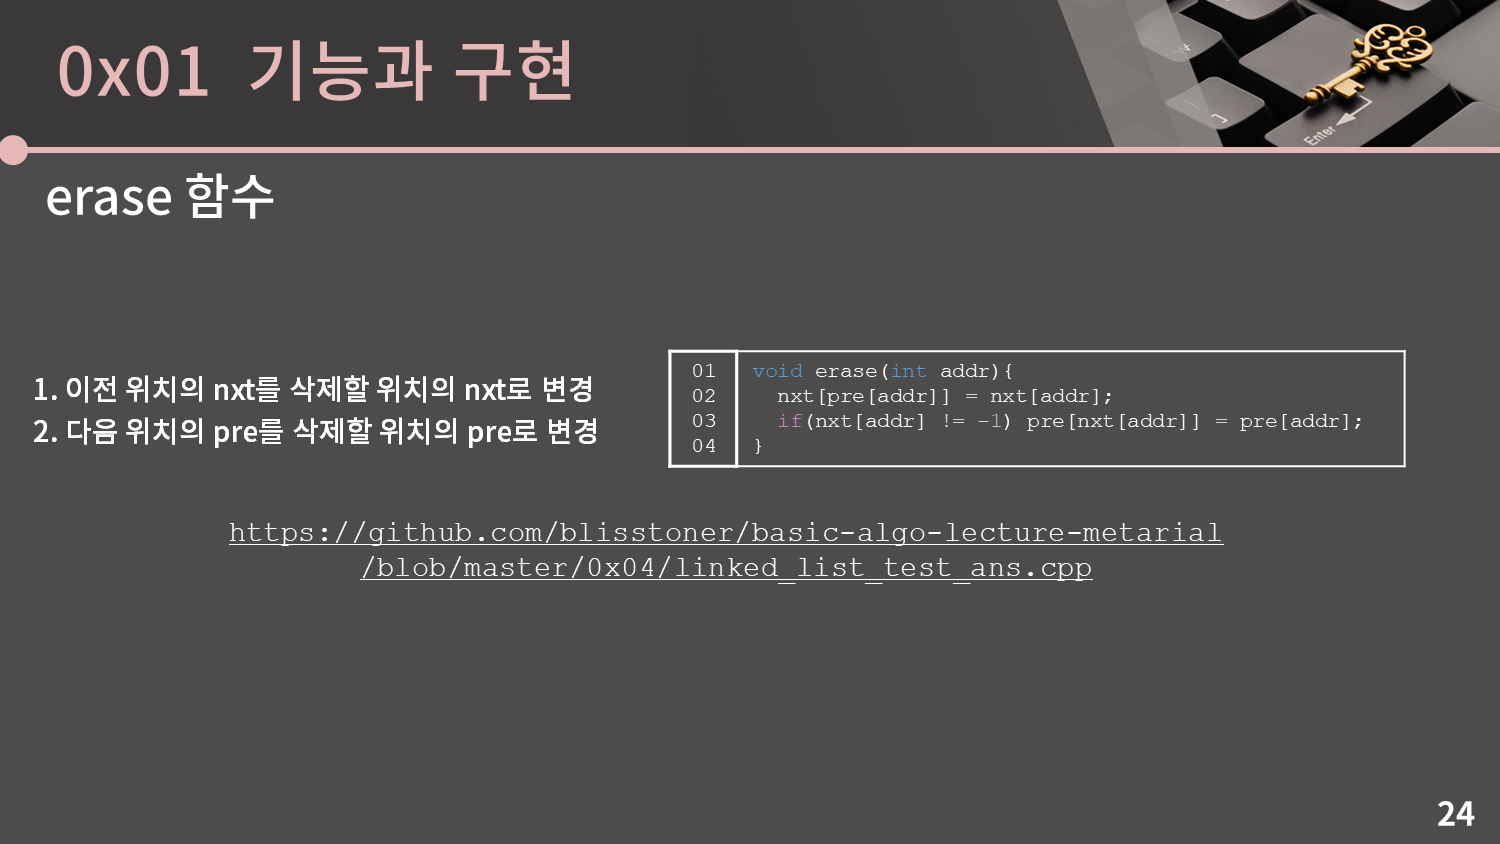 0x01 기능과 구현
Enter
erase 함수
1. 이전 위치의 nxt를 삭제할 위치의 nxt로 변경
2. 다음 위치의 pre를 삭제할 위치의 pre로 변경
01 void erase(int addr){
02 nxt[pre[addr]] = nxt[addr];
03 if(nxt[addr] != -1) pre[nxt[addr]] = pre[addr];
04 }
https://github.com/blisstoner/basic-algo-lecture-metarial
/blob/master/0x04/linked_list_test_ans.cpp
24